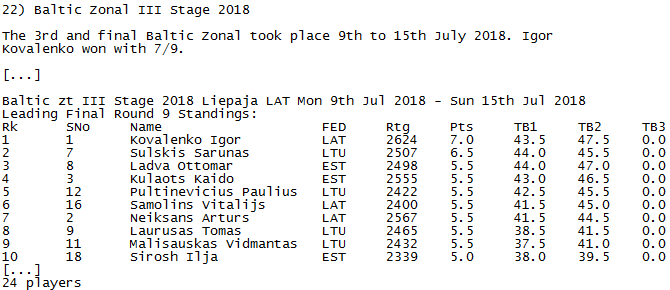 22) Baltic Zonal III Stage 2018
The 3rd and final Baltic Zonal took place 9th to 15th July 2018. Igor
Kovalenko won with 7/9.
[...]
Baltic zt III Stage 2018 Liepaja LAT Mon 9th Jul 2018 - Sun 15th Jul 2018
Leading Final Round 9 Standings:
Rk SNo Name FED Rtg Pts TB1 TB2 TB3
1 1 Kovalenko Igor LAT 2624 7.0 43.5 47.5 0.0
2 7 Sulskis Sarunas LTU 2507 6.5 44.0 45.0 0.0
3 8 Ladva Ottomar EST 2498 5.5 44.0 47.0 0.0
4 3 Kulaots Kaido EST 2555 5.5 43.0 46.5 0.0
5 12 Pultinevicius Paulius LTU 2422 5.5 42.5 45.5 0.0
6 16 Samolins Vitalijs LAT 2400 5.5 41.5 45.0 0.0
7 2 Neiksans Arturs LAT 2567 5.5 41.5 44.5 0.0
8 9 Laurusas Tomas LTU 2465 5.5 38.5 41.5 0.0
9 11 Malisauskas Vidmantas LTU 2432 5.5 37.5 41.0 0.0
10 18 Sirosh Ilja EST 2339 5.0 38.0 39.5 0.0
[...]
24 players